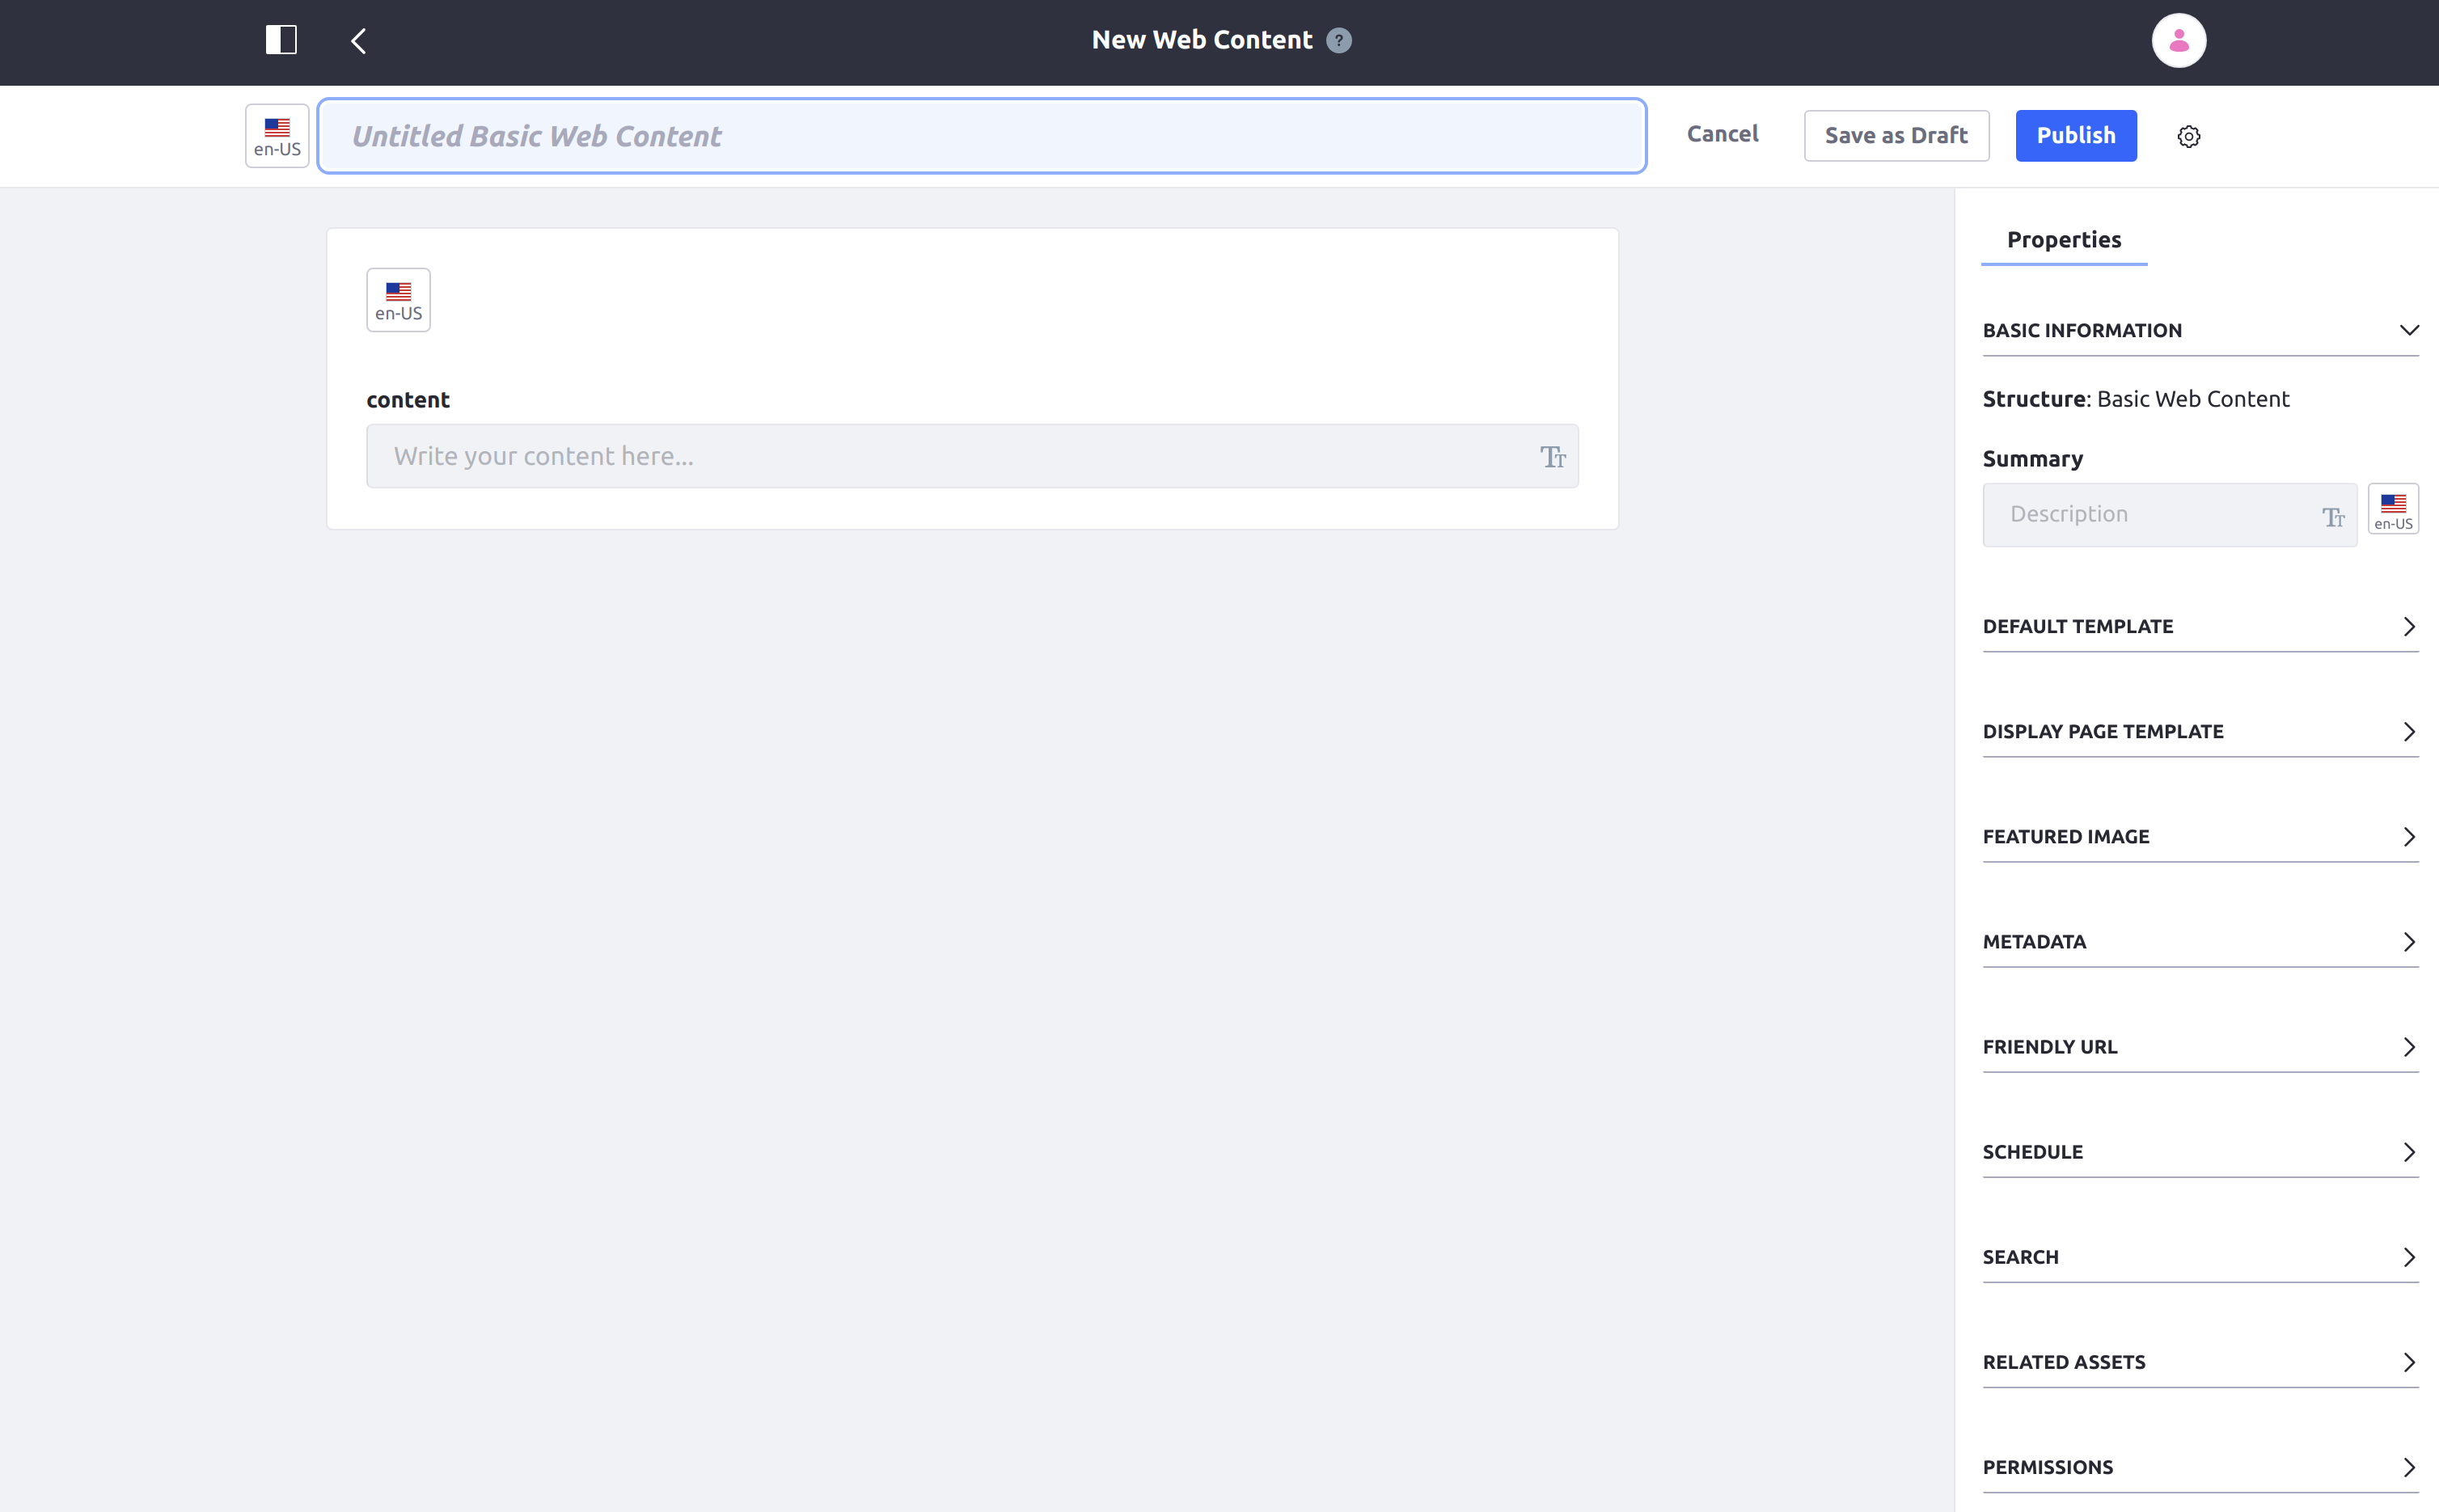 New Web Content ?
en-US
Untitled Basic Web Content
Cancel
Save as Draft
Publish
en-US
content
Write your content here...
Properties
BASIC INFORMATION
Structure: Basic Web Content
Summary
Description
en-US
DEFAULT TEMPLATE
DISPLAY PAGE TEMPLATE
FEATURED IMAGE
METADATA
FRIENDLY URL
SCHEDULE
SEARCH
RELATED ASSETS
PERMISSIONS